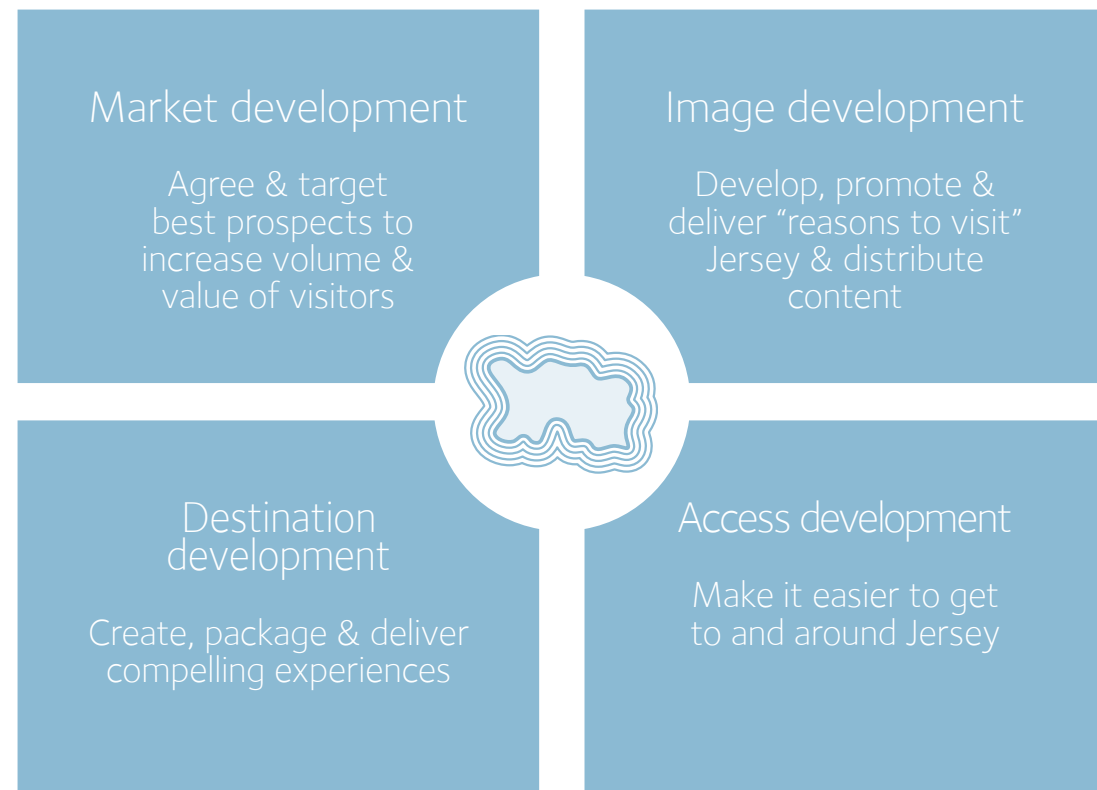 Market development
Agree & target
best prospects to
increase volume &
value of visitors
Image development
Develop, promote &
deliver “reasons to visit”
Jersey & distribute
content
Destination
development
Create, package & deliver
compelling experiences
Access development
Make it easier to get
to and around Jersey